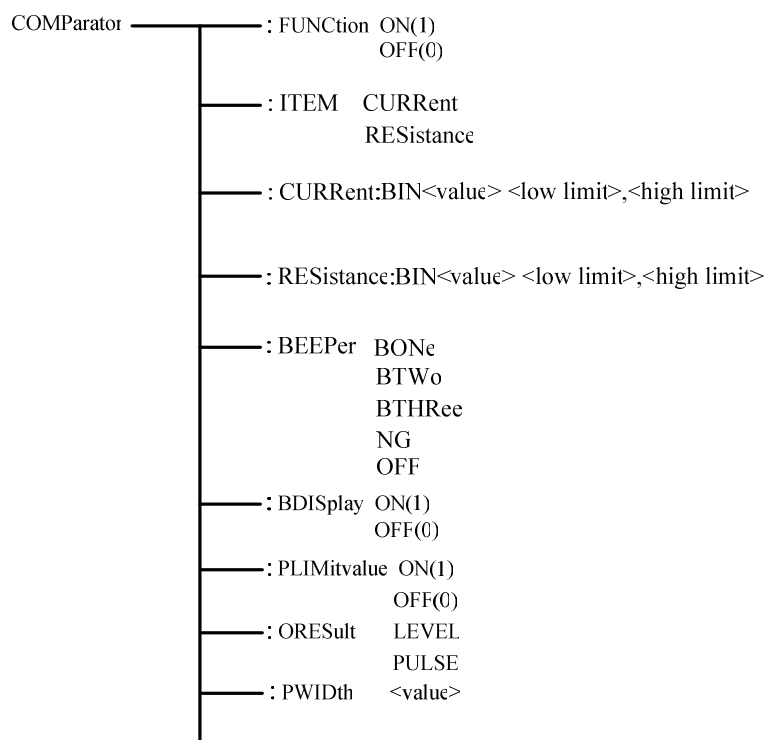 COMParator : FUNCtion ON(1)
OFF(0)
: ITEM CURRent
RESistance
: CURRent:BIN<value> <low limit>,<high limit>
: RESistance:BIN<value> <low limit>,<high limit>
: BEEPer BONe
BTWo
BTHRee
NG
OFF
: BDISplay ON(1)
OFF(0)
: PLIMitvalue ON(1)
OFF(0)
: ORESult LEVEL
PULSE
: PWIDth <value>